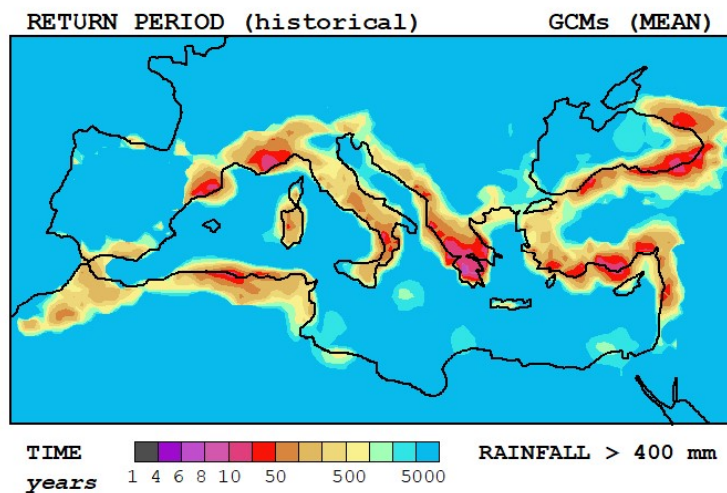 RETURN PERIOD (historical) GCMs (MEAN)
TIME RAINFALL > 400 mm
years 1 4 6 8 10 50 500 5000